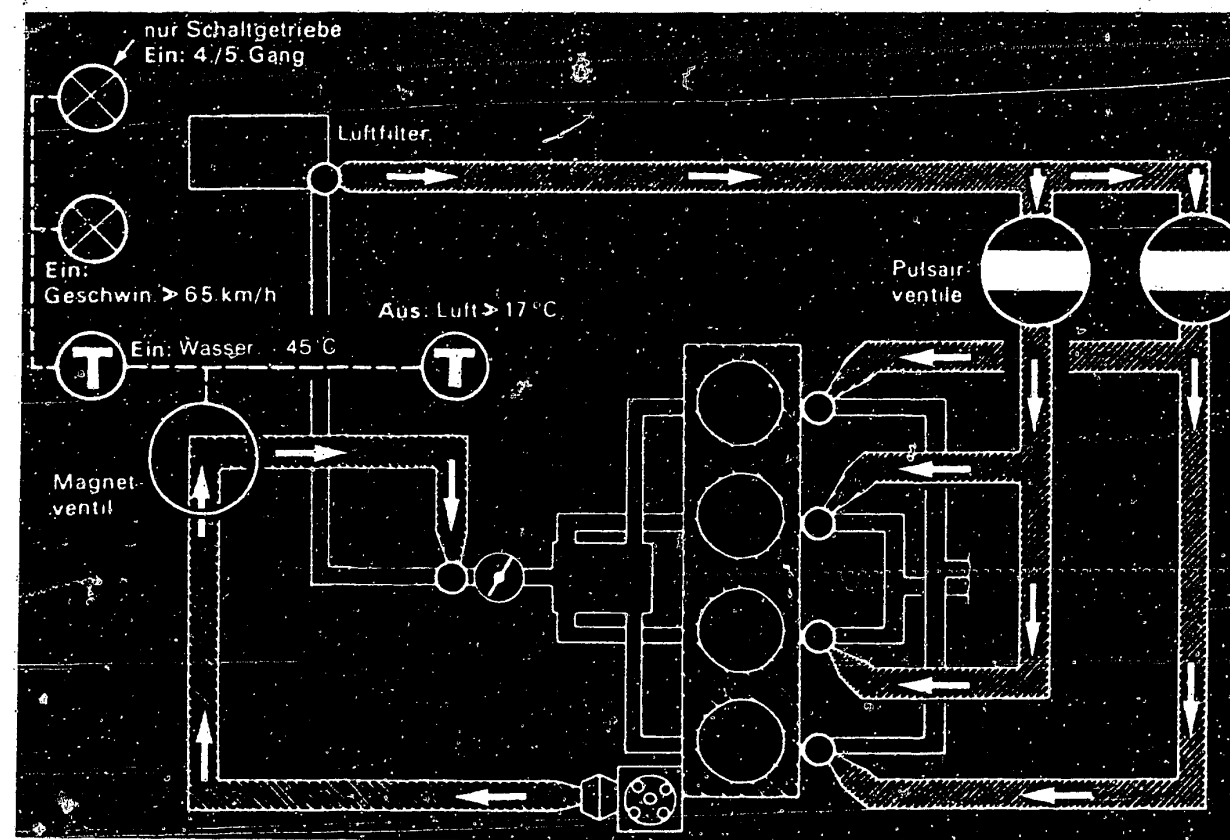 nur Schaltgetriebe
Ein: 4./5. Gang
Luftfilter
Ein:
Geschwin. > 65 km/h
Aus: Luft > 17 °C
Pulsair-
ventile
Ein: Wasser 45°C
Magnet-
ventil